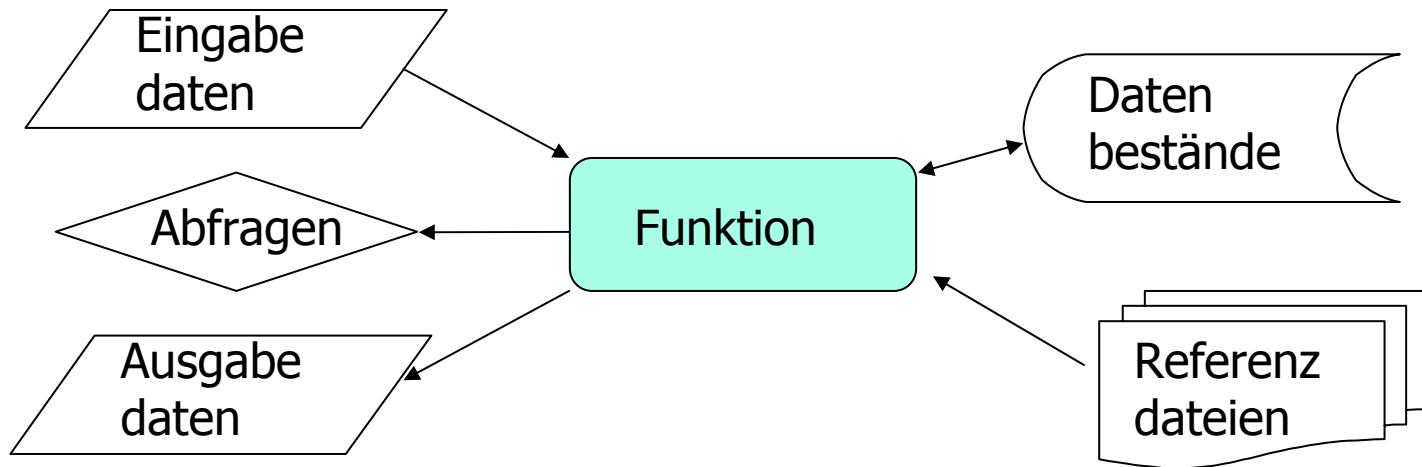 Eingabe
daten
Daten
bestände
Abfragen
Funktion
Ausgabe
daten
Referenz
dateien